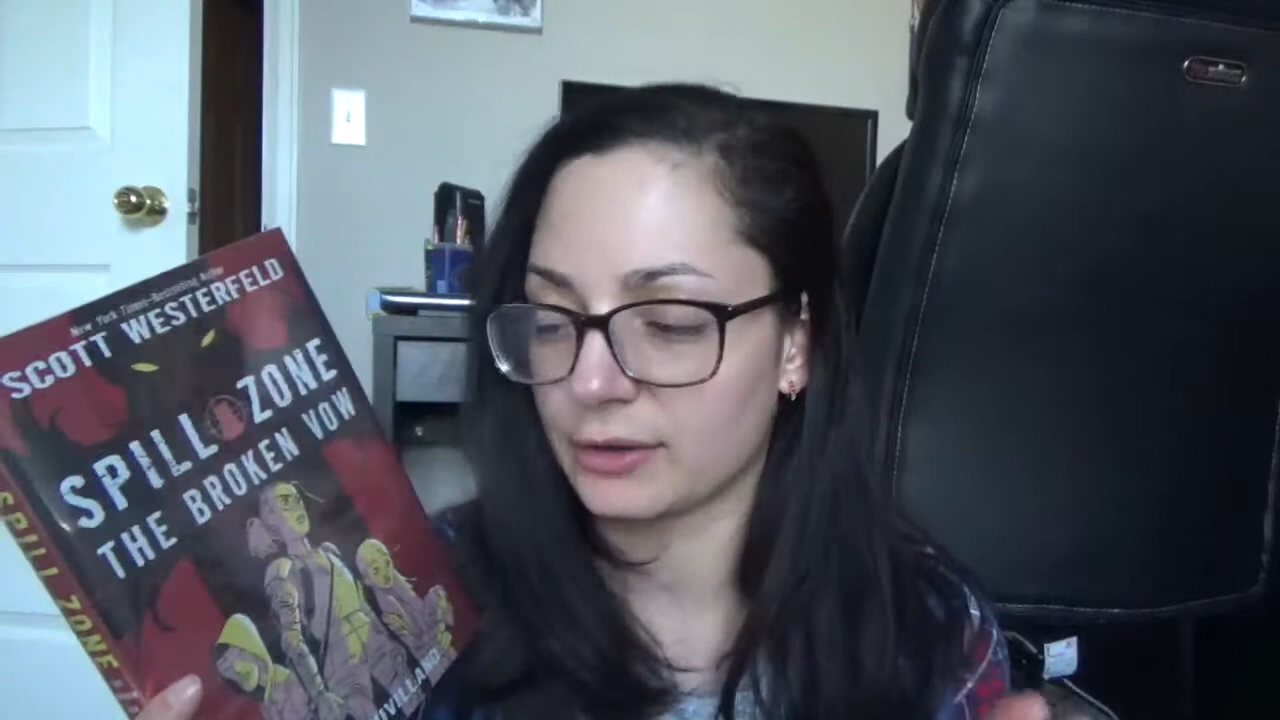 New York Times-Bestselling Author
SCOTT WESTERFELD
SPILL ZONE
THE BROKEN VOW
SPILL ZONE